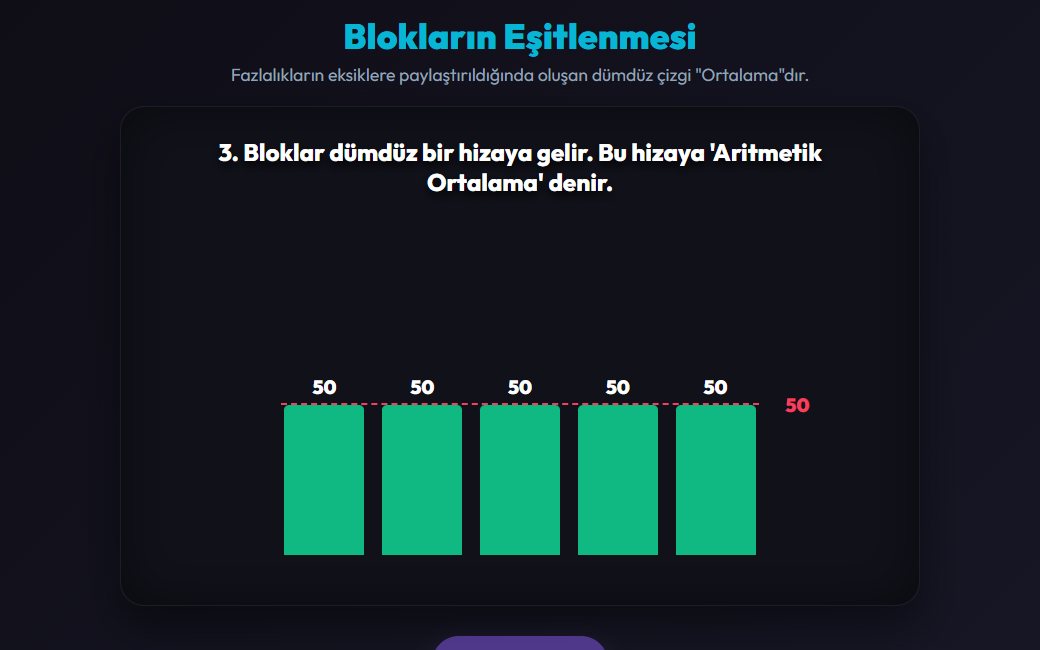 Blokların Eşitlenmesi
Fazlalıkların eksiklere paylaştırıldığında oluşan dümdüz çizgi "Ortalama"dır.
3. Bloklar dümdüz bir hizaya gelir. Bu hizaya 'Aritmetik
Ortalama' denir.
50 50 50 50 50
50